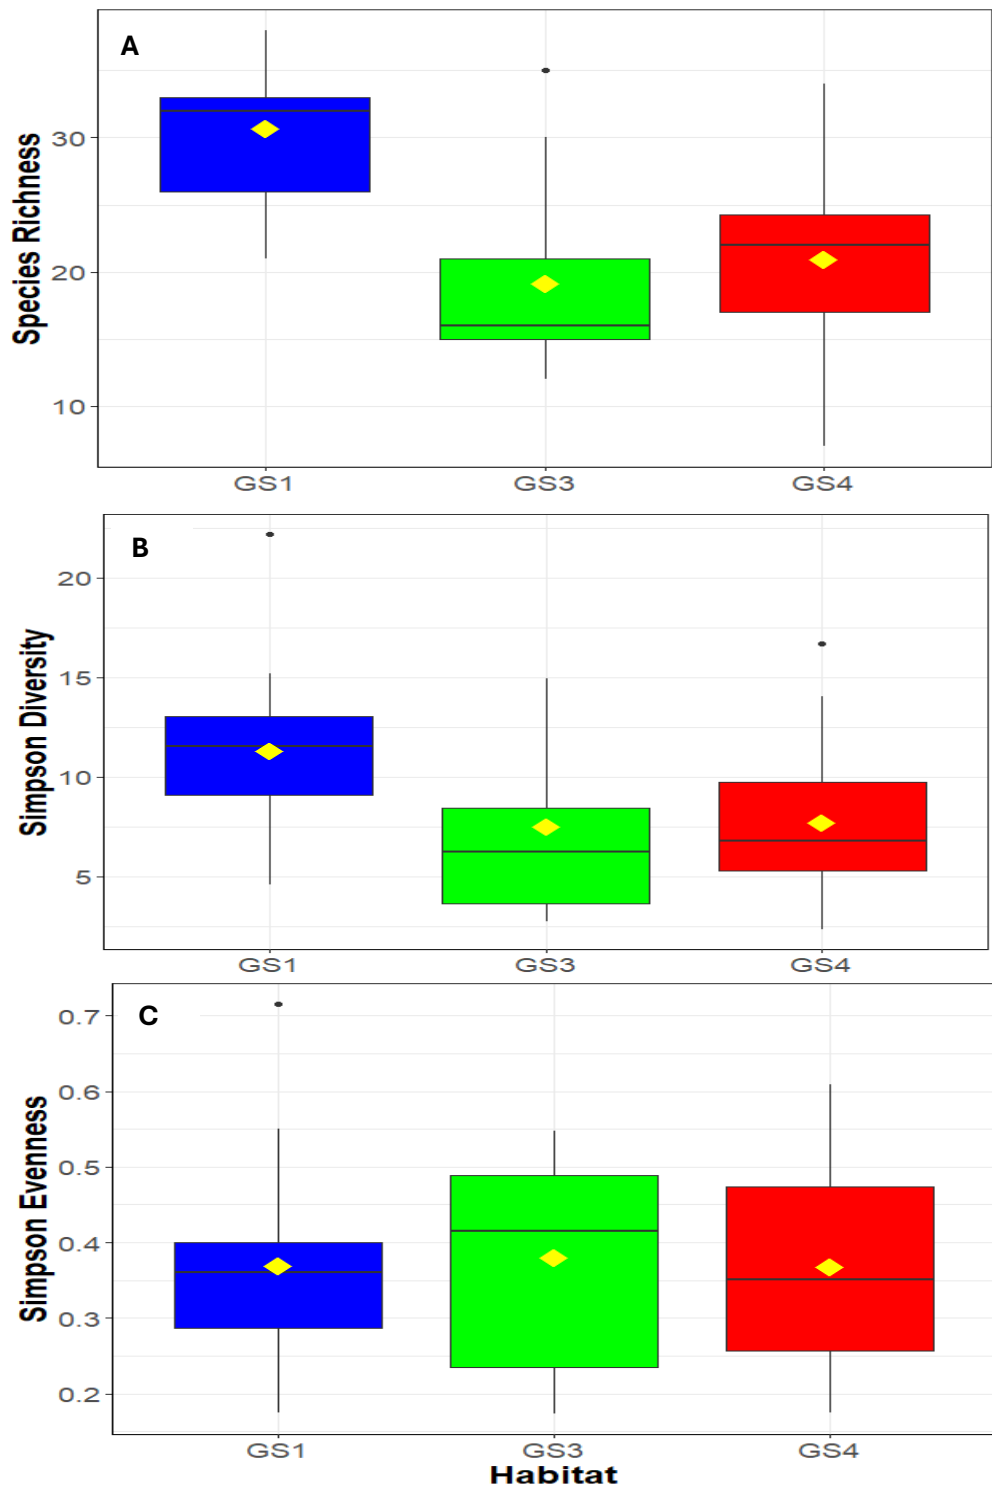 A
Species Richness
30
20
10
GS1 GS3 GS4
B
Simpson Diversity
20
15
10
5
GS1 GS3 GS4
C
Simpson Evenness
0.7
0.6
0.5
0.4
0.3
0.2
GS1 GS3 GS4
Habitat